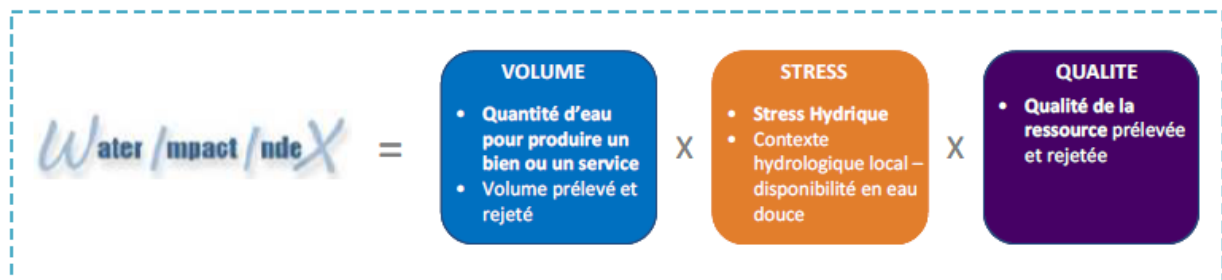 Water Impact IndeX
=
VOLUME
• Quantité d'eau
pour produire un
bien ou un service
• Volume prélevé et
rejeté
X
STRESS
• Stress Hydrique
• Contexte
hydrologique local –
disponibilité en eau
douce
X
QUALITE
• Qualité de la
ressource prélevée
et rejetée